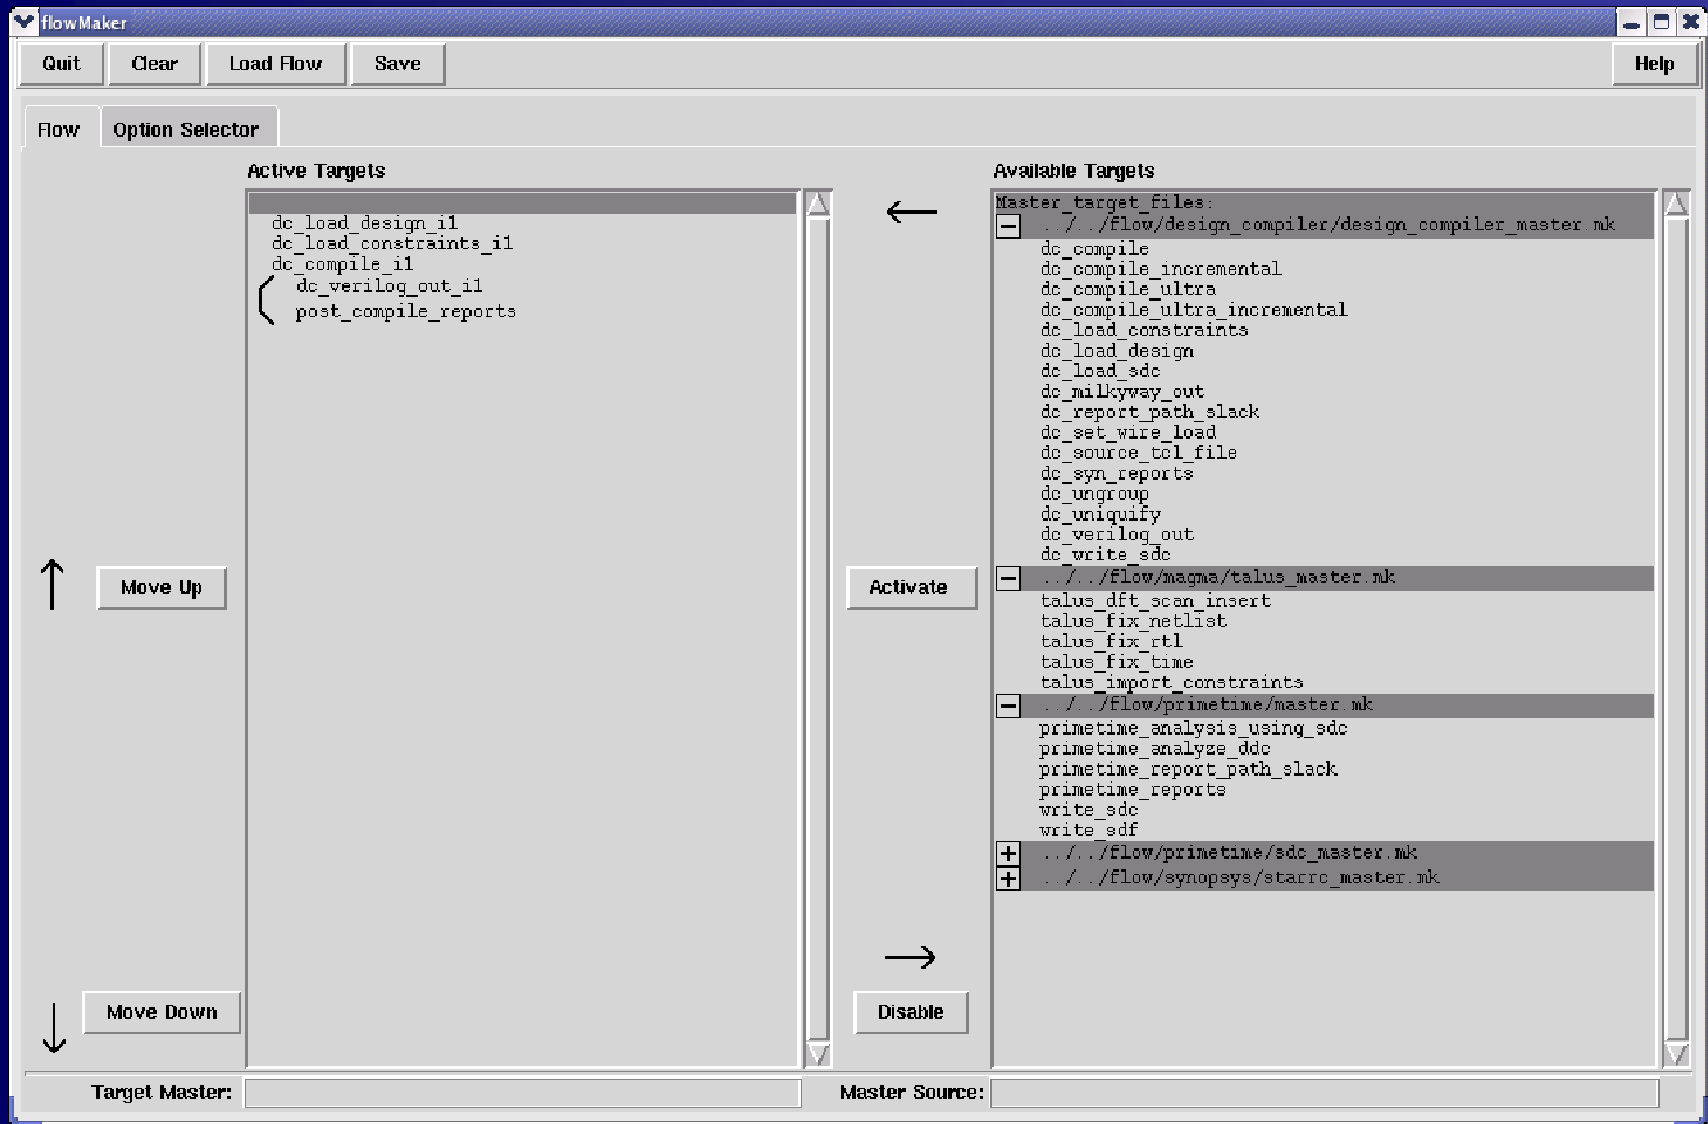 flowMaker
Quit Clear Load Flow Save Help
Flow Option Selector
Active Targets
dc_load_design_i1
dc_load_constraints_i1
dc_compile_i1
dc_verilog_out_i1
post_compile_reports
Move Up
Move Down
Activate
Disable
Available Targets
Master_target_files:
../../flow/design_compiler/design_compiler_master.mk
dc_compile
dc_compile_incremental
dc_compile_ultra
dc_compile_ultra_incremental
dc_load_constraints
dc_load_design
dc_load_sdc
dc_milkyway_out
dc_report_path_slack
dc_set_wire_load
dc_source_tcl_file
dc_syn_reports
dc_ungroup
dc_uniquify
dc_verilog_out
dc_write_sdc
../../flow/magma/talus_master.mk
talus_dft_scan_insert
talus_fix_netlist
talus_fix_rtl
talus_fix_time
talus_import_constraints
../../flow/primetime/master.mk
primetime_analysis_using_sdc
primetime_analyze_ddc
primetime_report_path_slack
primetime_reports
write_sdc
write_sdf
../../flow/primetime/sdc_master.mk
../../flow/synopsys/starrc_master.mk
Target Master:
Master Source: